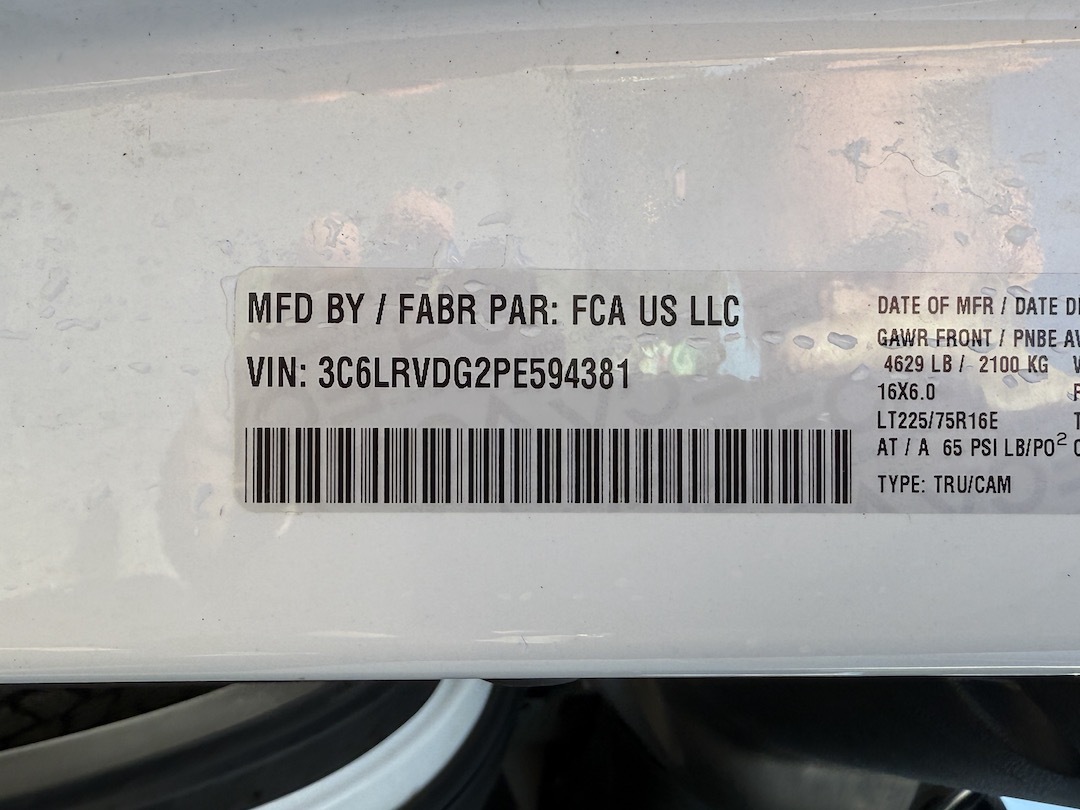 MFD BY / FABR PAR: FCA US LLC
VIN: 3C6LRVDG2PE594381
DATE OF MFR / DATE
GAWR FRONT / PNBE
4629 LB / 2100 KG
16X6.0
LT225/75R16E
AT / A 65 PSI LB/PO²
TYPE: TRU/CAM